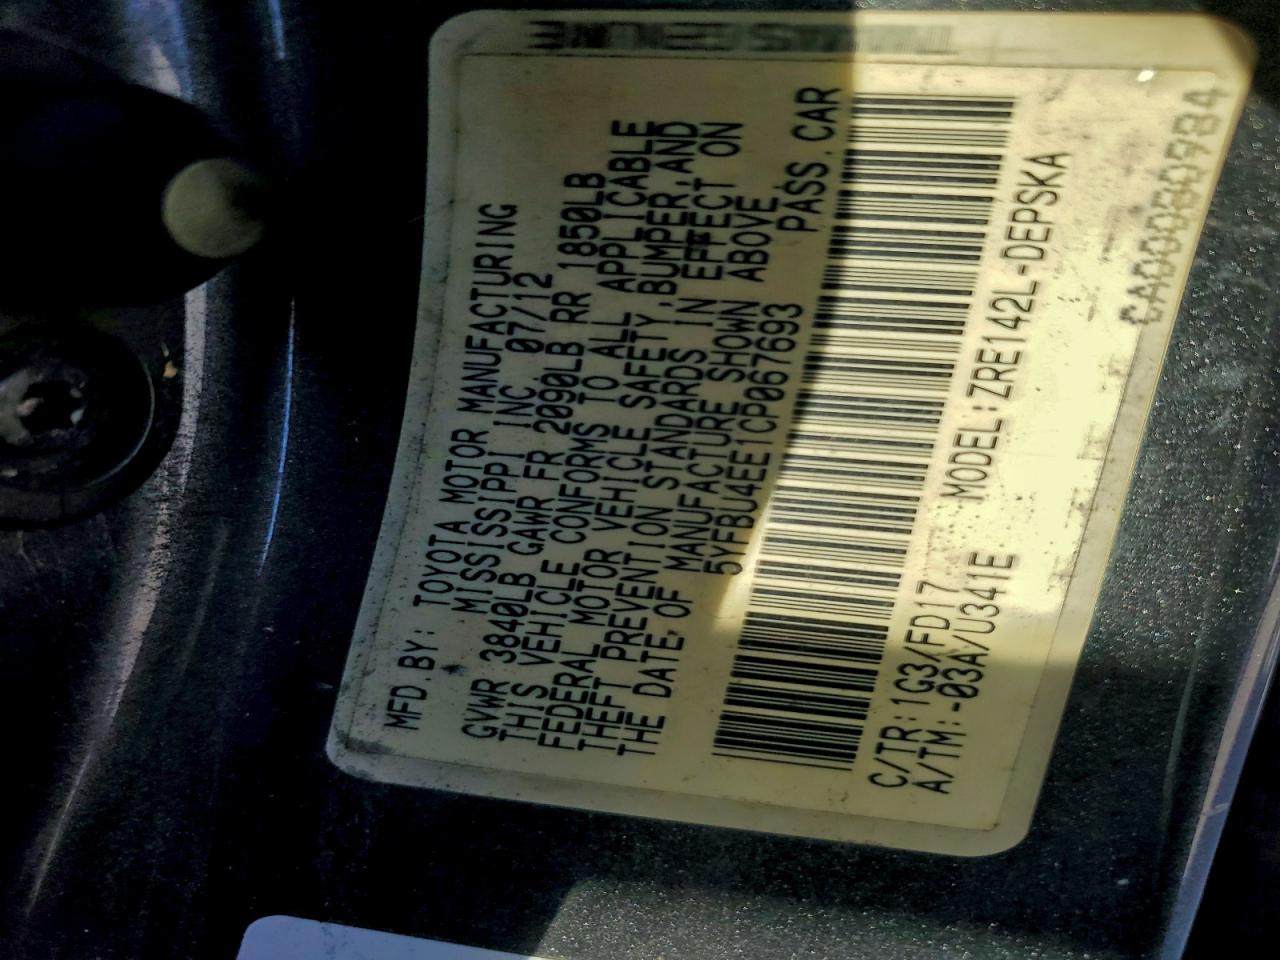 MFD.BY: TOYOTA MOTOR MANUFACTURING
MISSISSIPPI INC 07/12
GVWR 3840LB GAWR FR 2090LB RR 1850LB
THIS VEHICLE CONFORMS TO ALL APPLICABLE
FEDERAL MOTOR VEHICLE SAFETY,BUMPER,AND
THEFT PREVENTION STANDARDS IN EFFECT ON
THE DATE OF MANUFACTURE SHOWN ABOVE.
5YFBU4EE1CP067693 PASS.CAR
C/TR:1G3/FD17 MODEL:ZRE142L-DEPSKA
A/TM:-03A/U341E